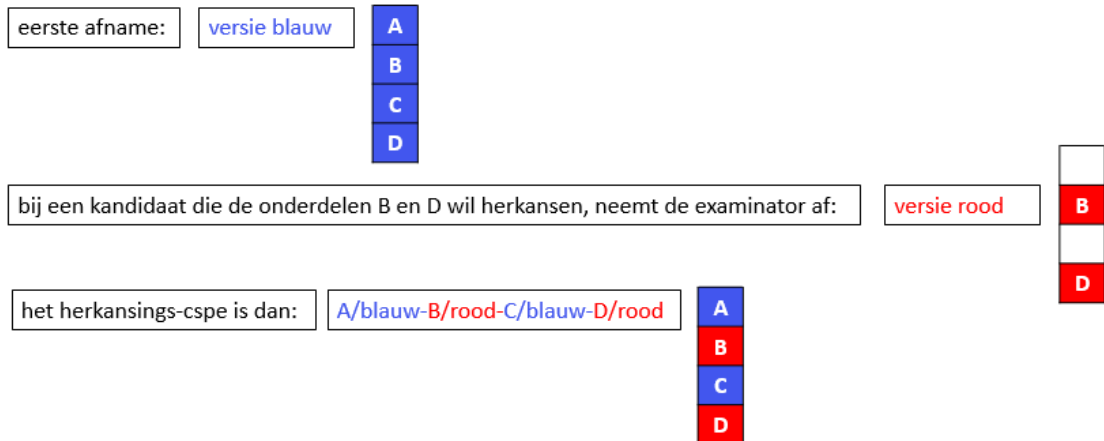 eerste afname: versie blauw A
B
C
D
bij een kandidaat die de onderdelen B en D wil herkansen, neemt de examinator af: versie rood B
D
het herkansings-cspe is dan: A/blauw-B/rood-C/blauw-D/rood A
B
C
D